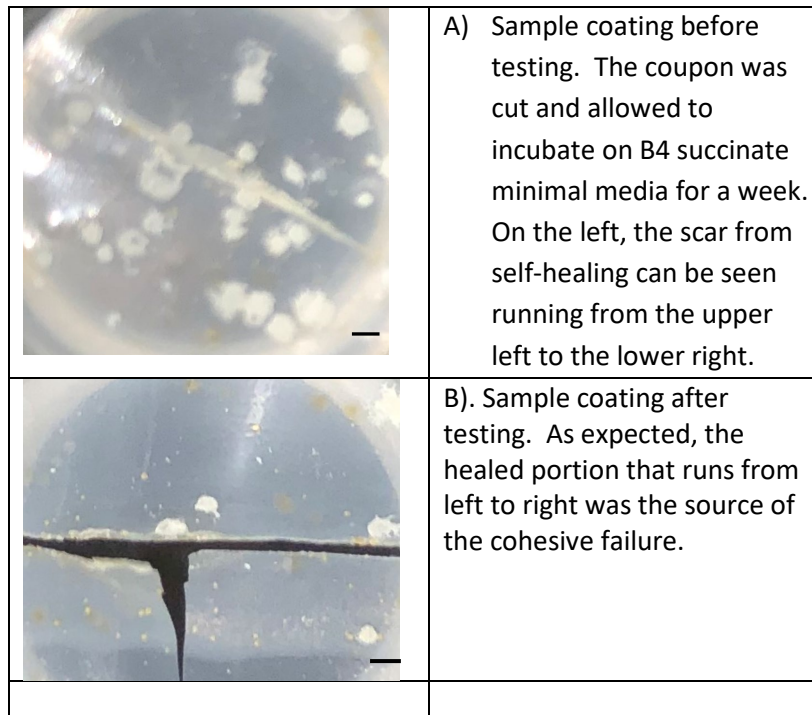 A) Sample coating before
testing. The coupon was
cut and allowed to
incubate on B4 succinate
minimal media for a week.
On the left, the scar from
self-healing can be seen
running from the upper
left to the lower right.
B). Sample coating after
testing. As expected, the
healed portion that runs from
left to right was the source of
the cohesive failure.